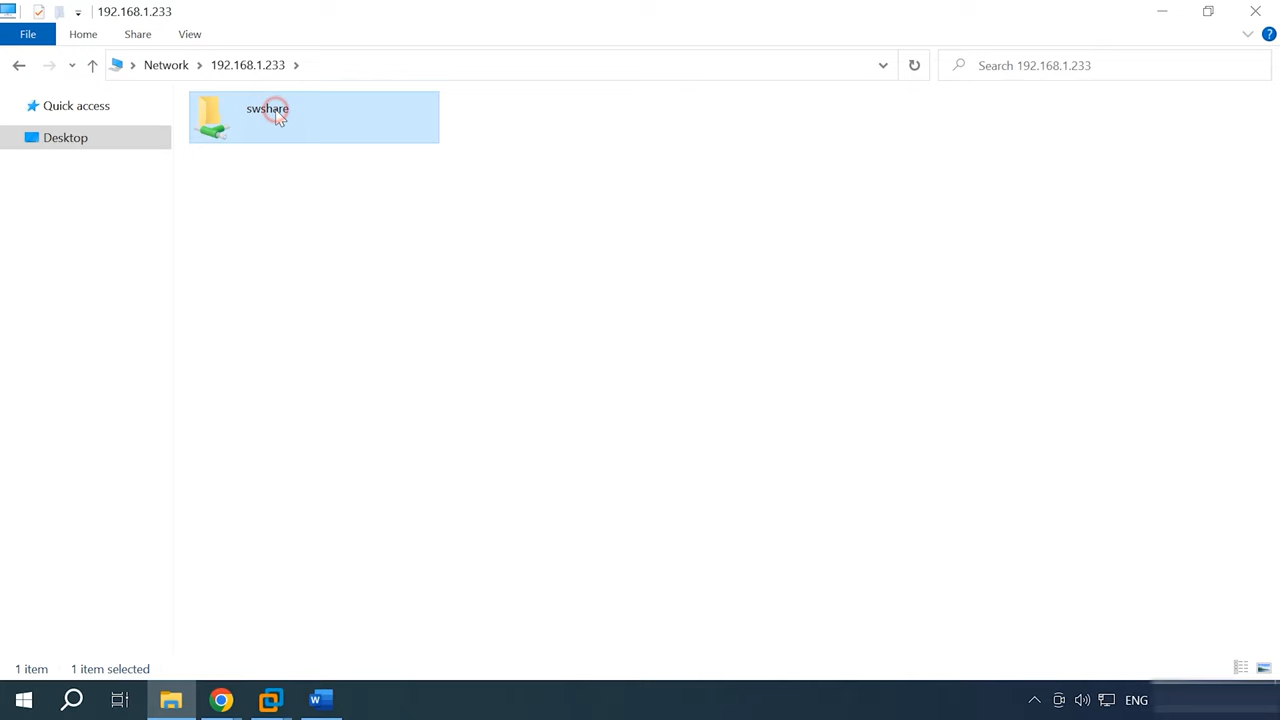 192.168.1.233
File Home Share View
Network 192.168.1.233 Search 192.168.1.233
Quick access
swshare
Desktop
1 item 1 item selected
ENG